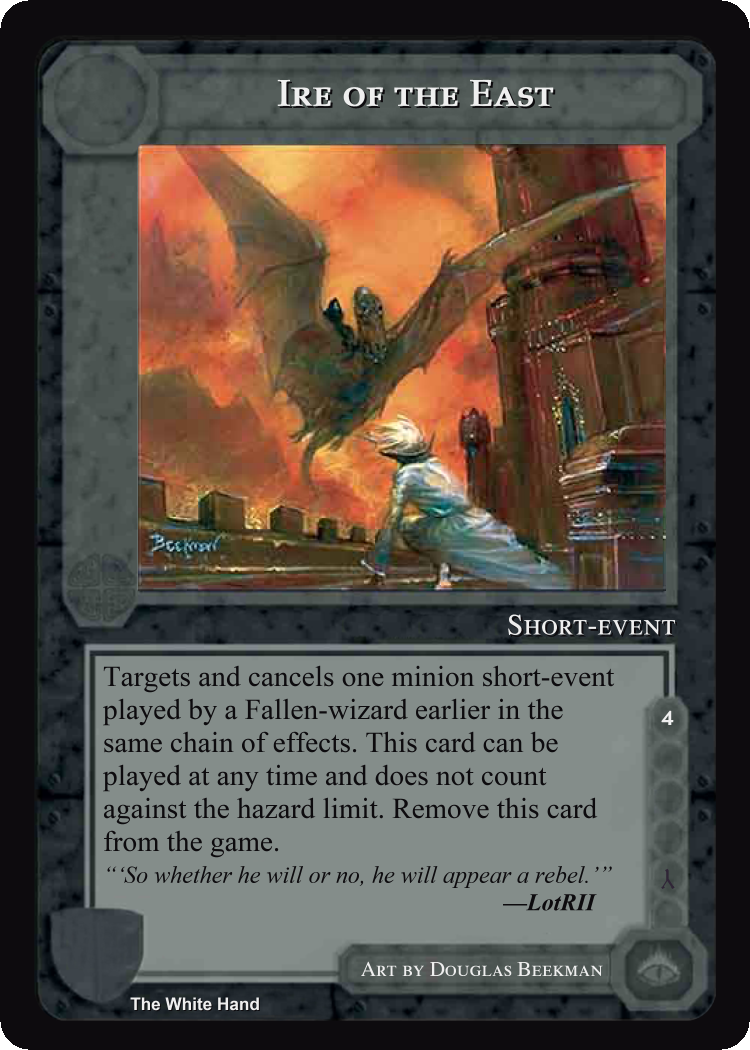 Ire of the East
Beekman
Short-event
Targets and cancels one minion short-event
played by a Fallen-wizard earlier in the
same chain of effects. This card can be
played at any time and does not count
against the hazard limit. Remove this card
from the game.
“‘So whether he will or no, he will appear a rebel.’”
—LotRII
4
Art by Douglas Beekman
The White Hand